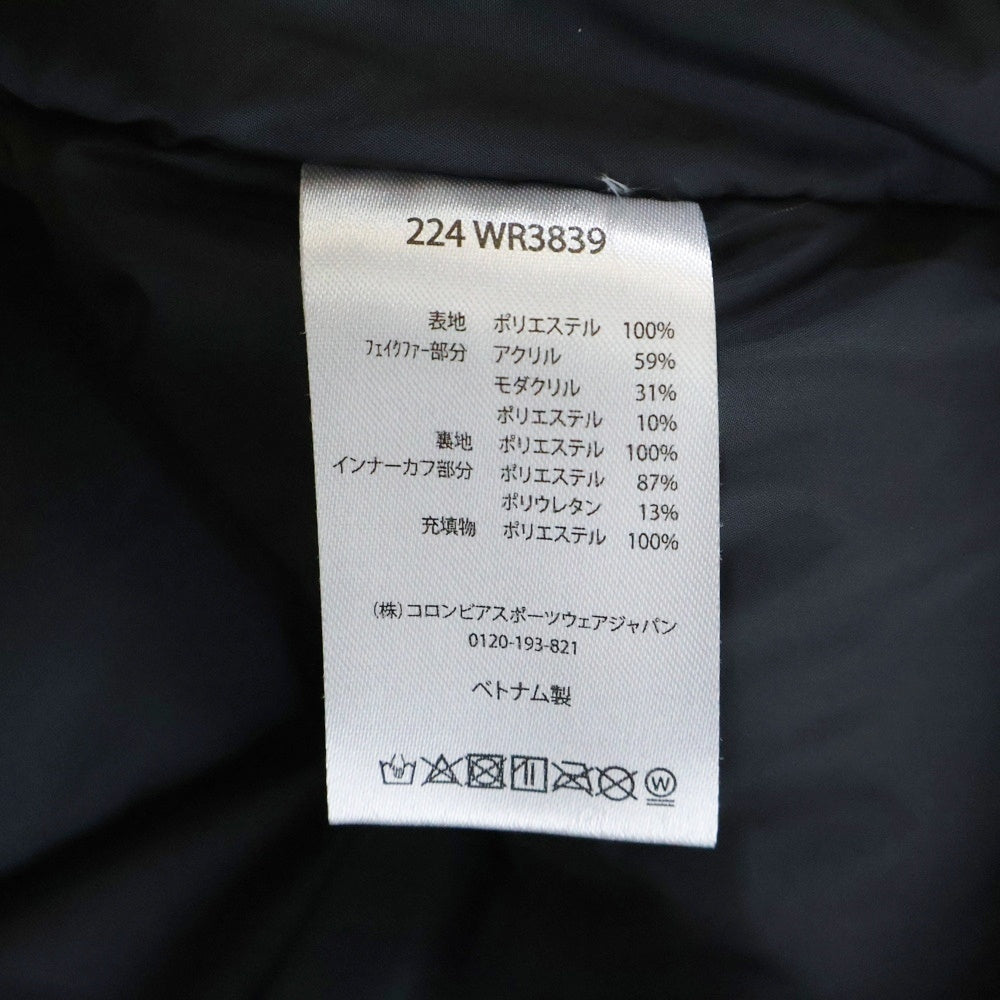 224 WR3839
表地 ポリエステル 100%
ﾌｪｲｸﾌｧｰ部分 アクリル 59%
モダクリル 31%
ポリエステル 10%
裏地 ポリエステル 100%
インナーカフ部分 ポリエステル 87%
ポリウレタン 13%
充填物 ポリエステル 100%
(株)コロンビアスポーツウェアジャパン
0120-193-821
ベトナム製
W